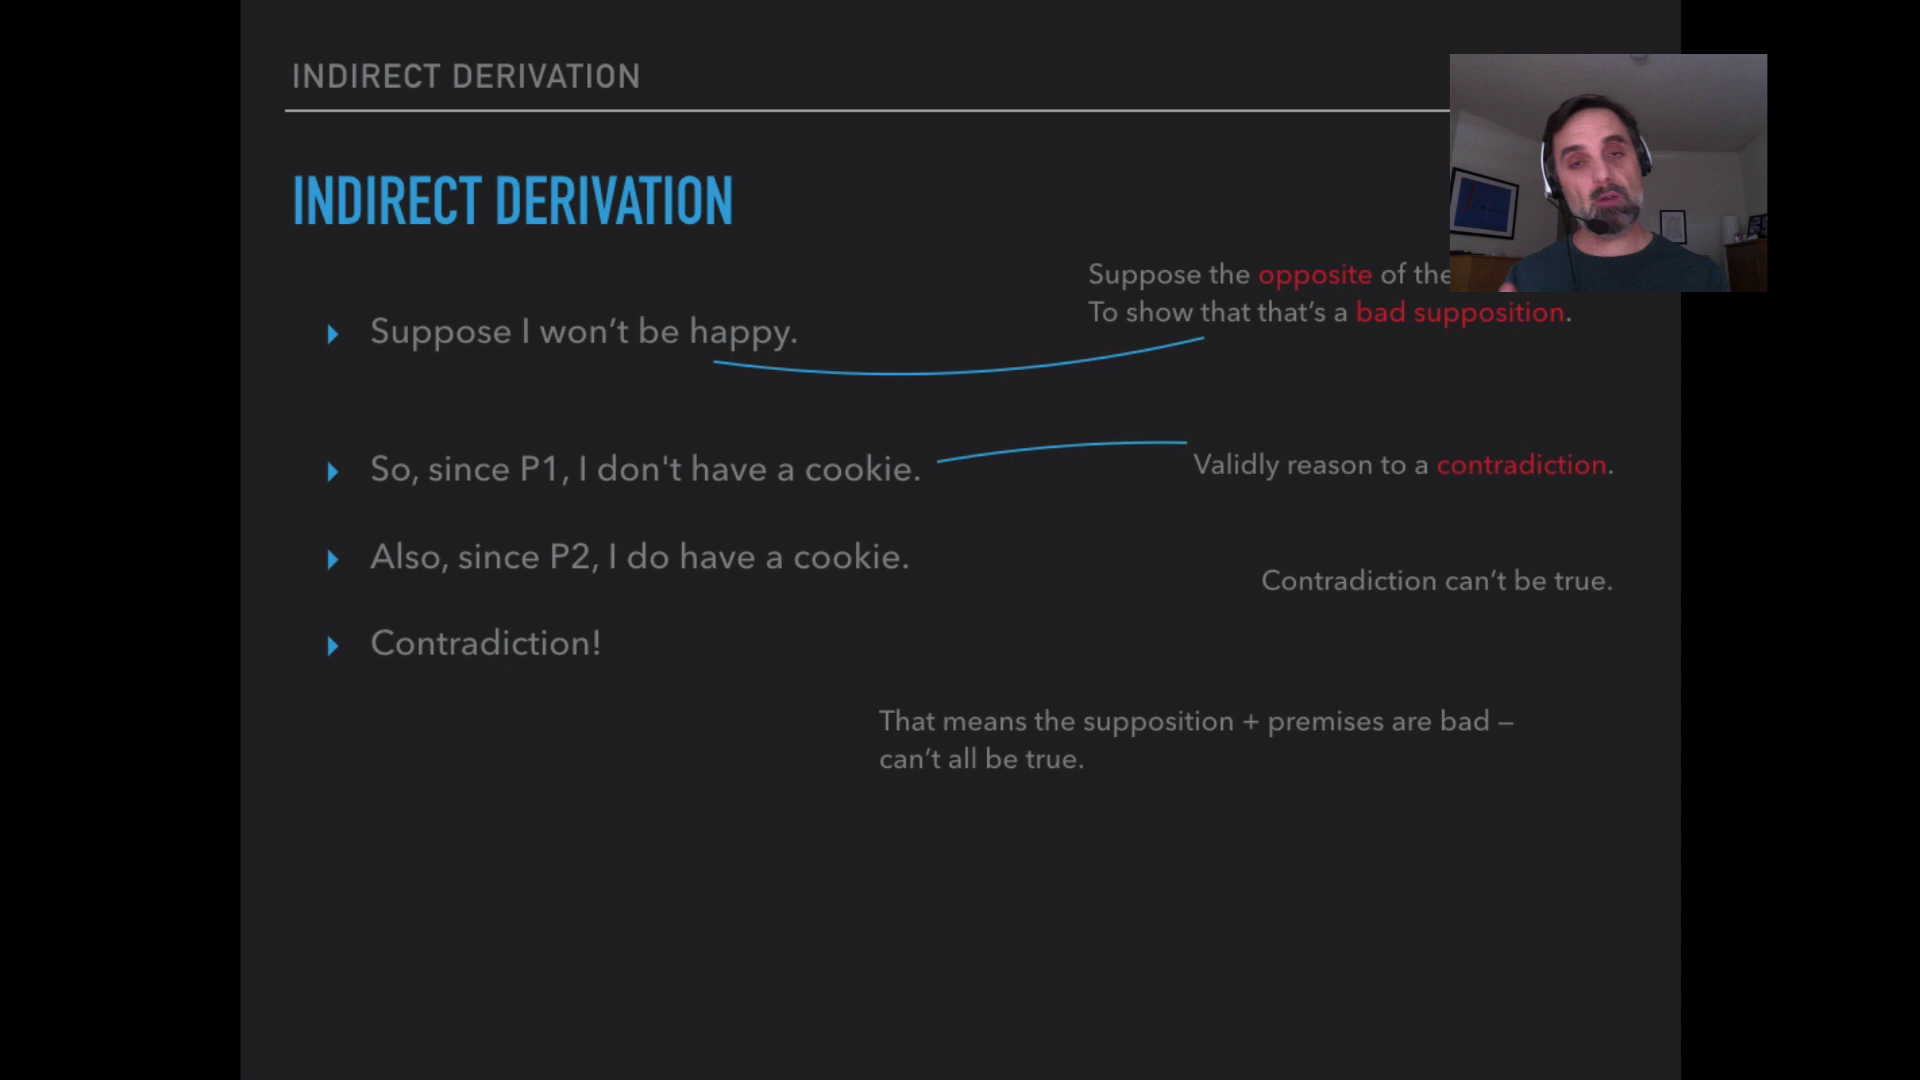 INDIRECT DERIVATION
INDIRECT DERIVATION
Suppose the opposite of the
To show that that’s a bad supposition.
Suppose I won’t be happy.
So, since P1, I don't have a cookie.
Validly reason to a contradiction.
Also, since P2, I do have a cookie.
Contradiction can’t be true.
Contradiction!
That means the supposition + premises are bad –
can’t all be true.